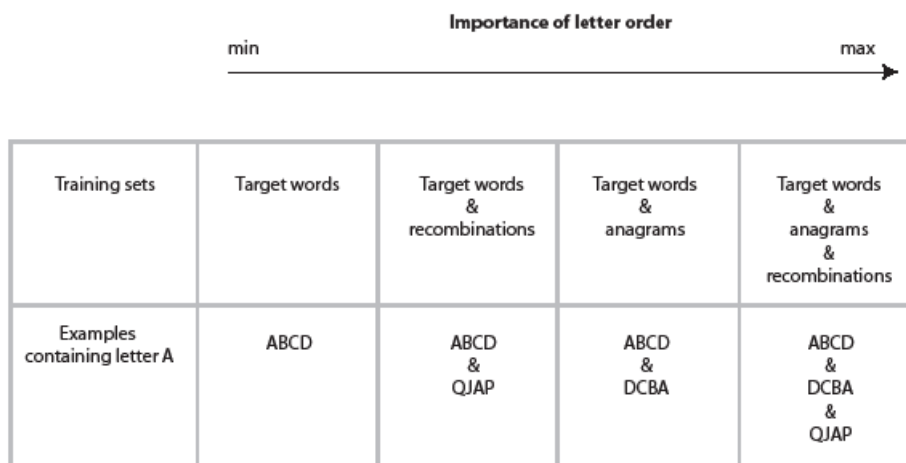 Importance of letter order
min max
Training sets
Target words
Target words
&
recombinations
Target words
&
anagrams
Target words
&
anagrams
&
recombinations
Examples
containing letter A
ABCD
ABCD
&
QJAP
ABCD
&
DCBA
ABCD
&
DCBA
&
QJAP